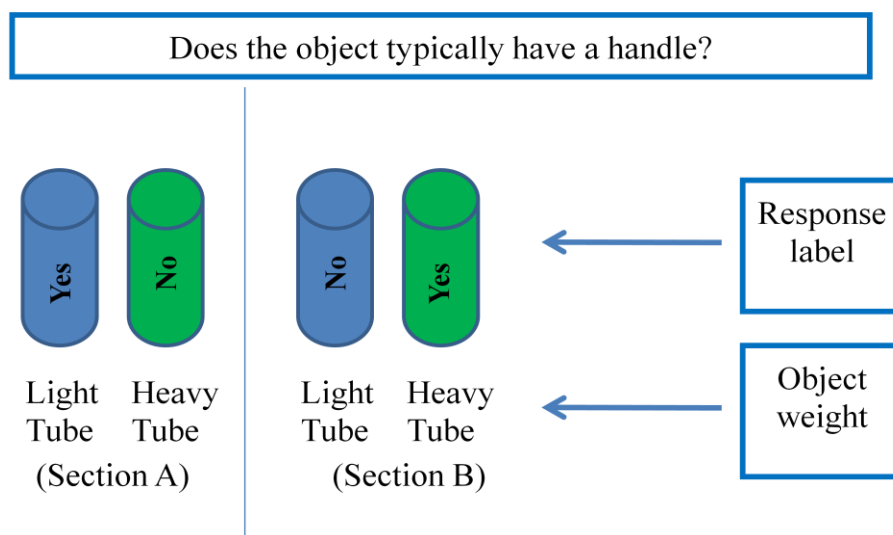 Does the object typically have a handle?
Yes
No
No
Yes
Response
label
Light
Tube
Heavy
Tube
(Section A)
Light
Tube
Heavy
Tube
(Section B)
Object
weight